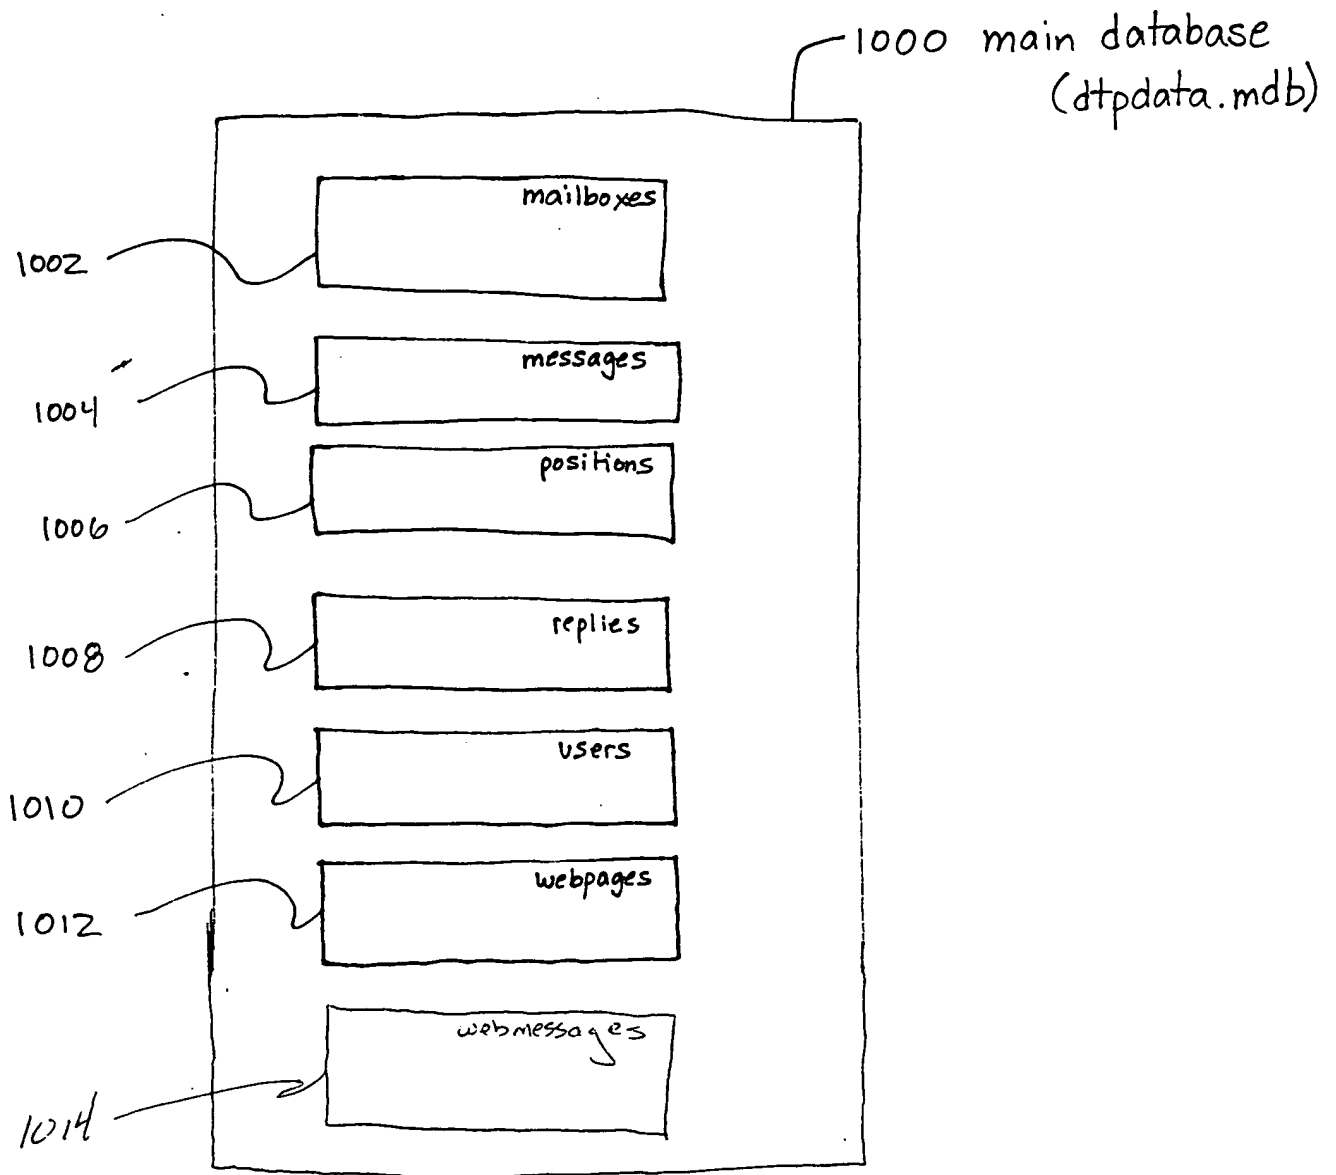 1000 main database
(dtpdata.mdb)
mailboxes
1002
messages
1004
positions
1006
replies
1008
users
1010
webpages
1012
webmessages
1014